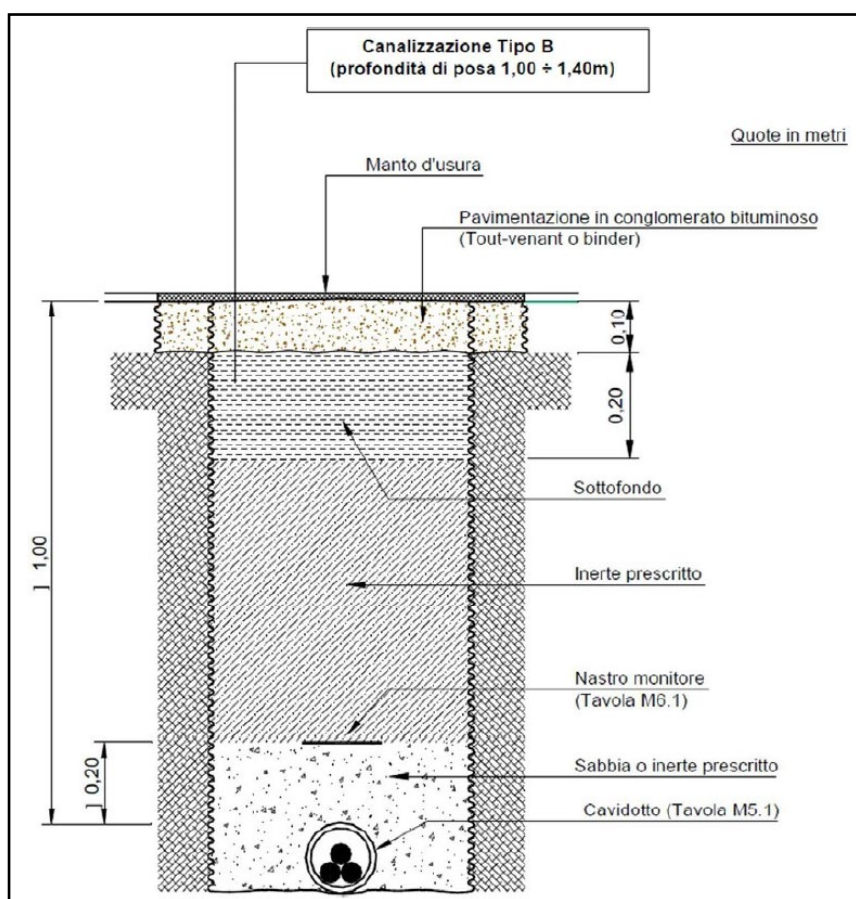 Canalizzazione Tipo B
(profondità di posa 1,00 ÷ 1,40m)
Quote in metri
Manto d'usura
Pavimentazione in conglomerato bituminoso
(Tout-venant o binder)
0,10
0,20
Sottofondo
] 1,00
Inerte prescritto
Nastro monitore
(Tavola M6.1)
] 0,20
Sabbia o inerte prescritto
Cavidotto (Tavola M5.1)